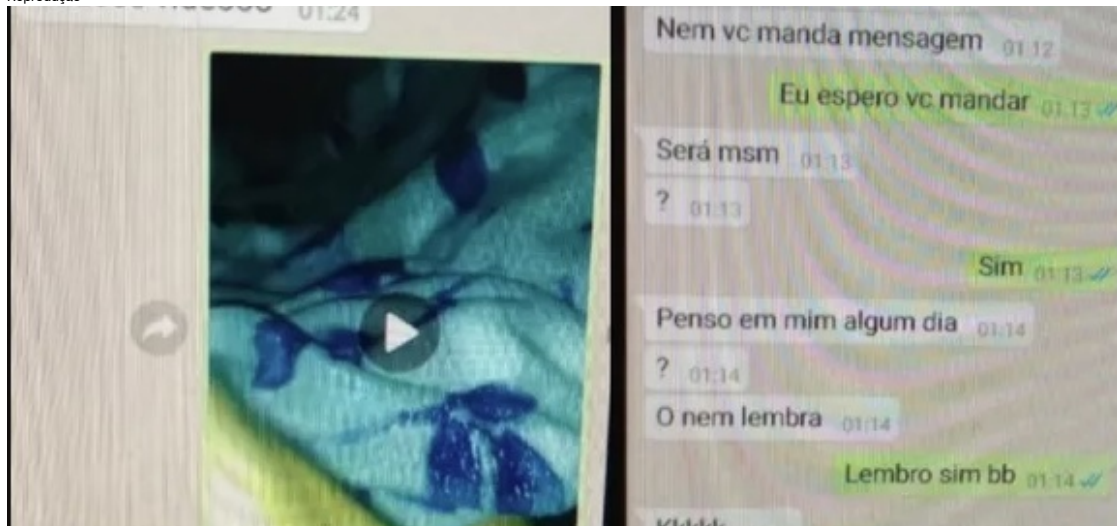 01:24
Nem vc manda mensagem 01:12
Eu espero vc mandar 01:13
Será msm 01:13
? 01:13
Sim 01:13
Penso em mim algum dia 01:14
? 01:14
O nem lembra 01:14
Lembro sim bb 01:14